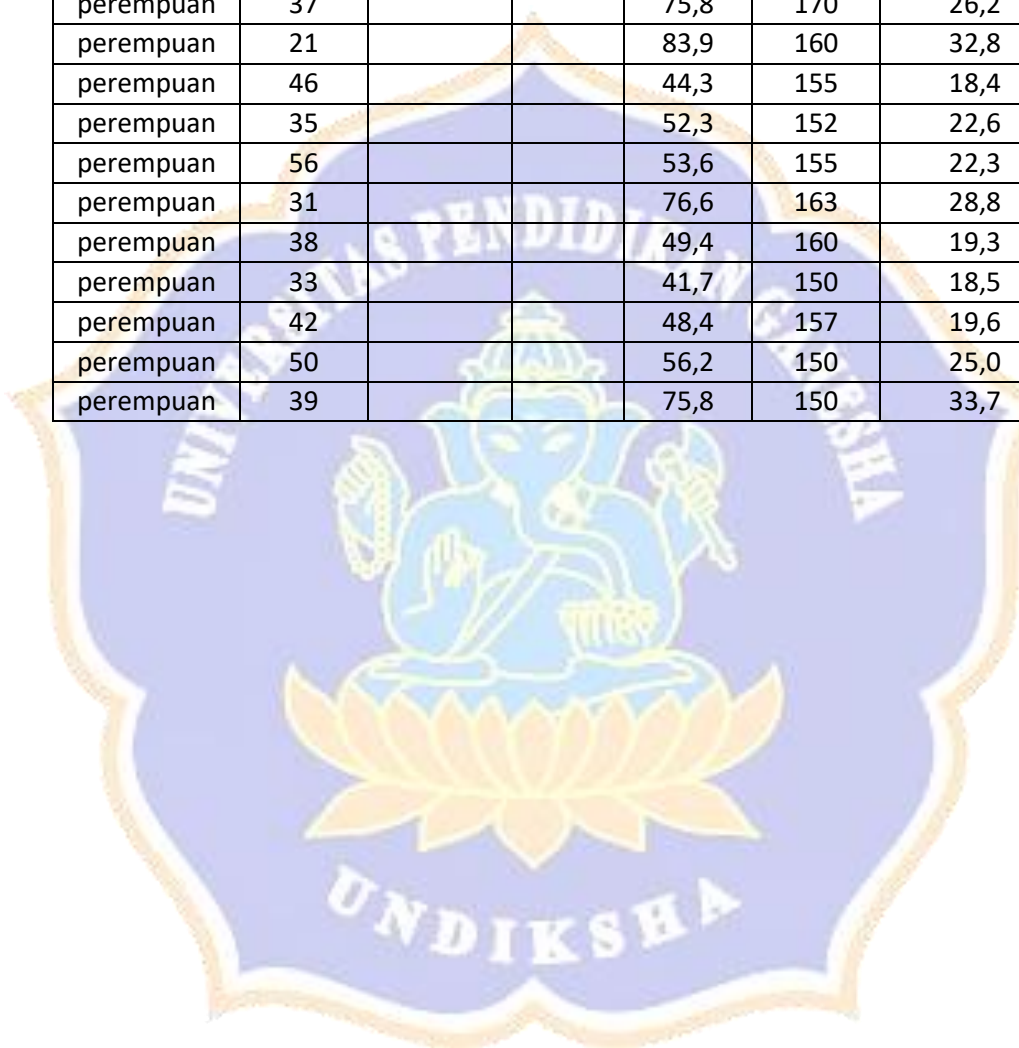 perempuan 37 75,8 170 26,2
perempuan 21 83,9 160 32,8
perempuan 46 44,3 155 18,4
perempuan 35 52,3 152 22,6
perempuan 56 53,6 155 22,3
perempuan 31 76,6 163 28,8
perempuan 38 49,4 160 19,3
perempuan 33 41,7 150 18,5
perempuan 42 48,4 157 19,6
perempuan 50 56,2 150 25,0
perempuan 39 75,8 150 33,7
UNIVERSITAS PENDIDIKAN GANESHA
UNDIKSHA